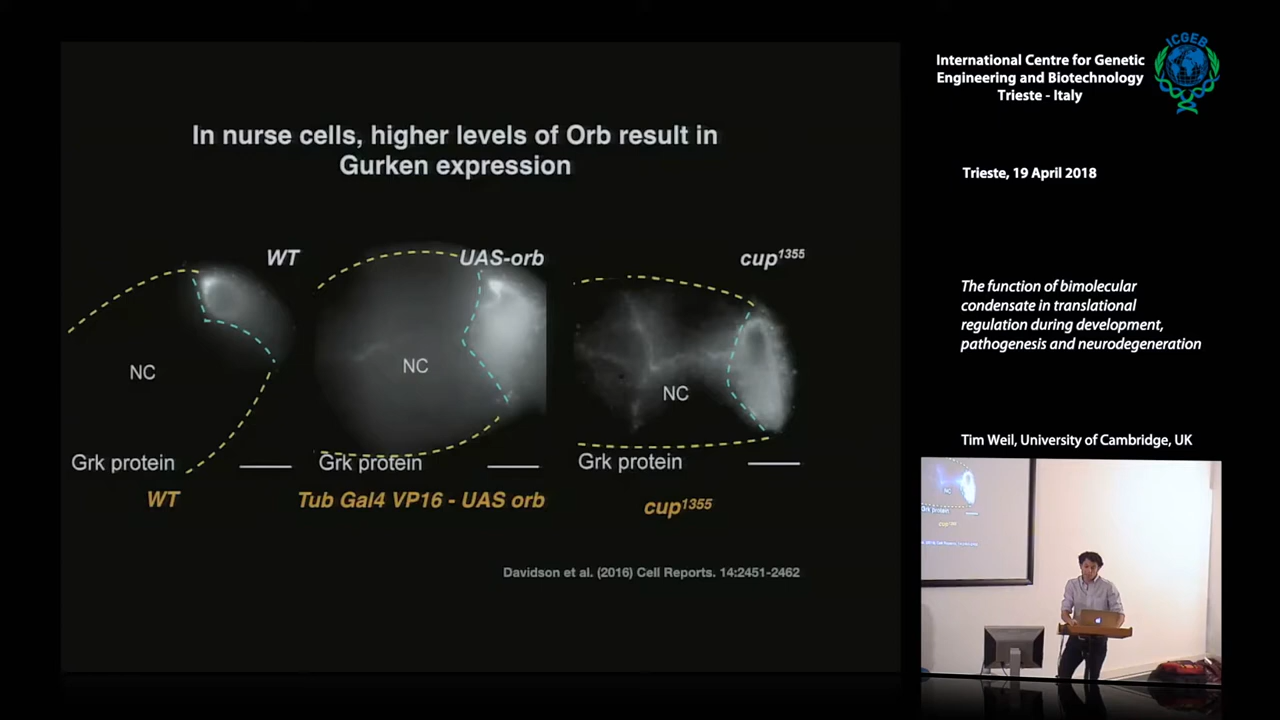 In nurse cells, higher levels of Orb result in
Gurken expression
WT
UAS-orb
cup1355
NC
NC
NC
Grk protein
Grk protein
Grk protein
WT
Tub Gal4 VP16 - UAS orb
cup1355
Davidson et al. (2016) Cell Reports. 14:2451-2462
International Centre for Genetic
Engineering and Biotechnology
Trieste - Italy
ICGEB
Trieste, 19 April 2018
The function of bimolecular
condensate in translational
regulation during development,
pathogenesis and neurodegeneration
Tim Weil, University of Cambridge, UK
NC
Grk protein